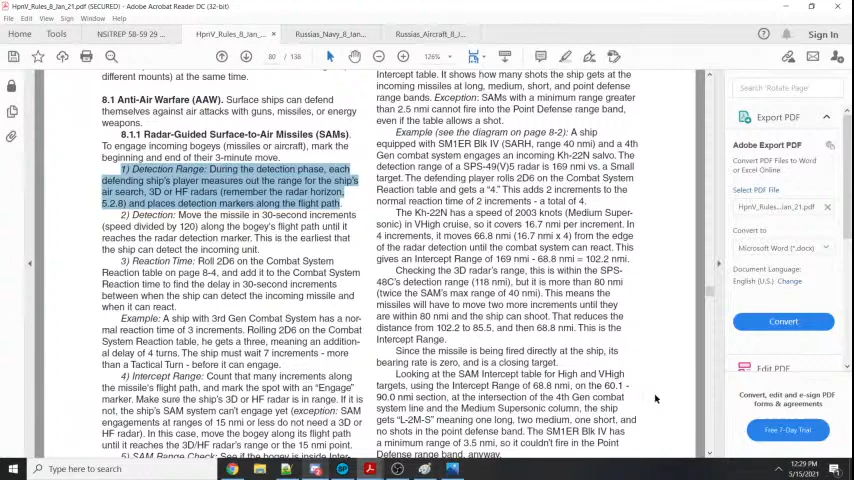 HpnV_Rules_8_Jan_21.pdf (SECURED) - Adobe Acrobat Reader DC (32-bit)
File Edit View Sign Window Help
Home Tools NSITREP 58-59 29 ... HpnV_Rules_8_Jan_... × Russias_Navy_8_Jan... Russias_Aircraft_8_J... Sign In
80 / 136 126%
different mounts) at the same time.
8.1 Anti-Air Warfare (AAW). Surface ships can defend
themselves against air attacks with guns, missiles, or energy
weapons.
8.1.1 Radar-Guided Surface-to-Air Missiles (SAMs).
To engage incoming bogeys (missiles or aircraft), mark the
beginning and end of their 3-minute move.
1) Detection Range: During the detection phase, each
defending ship's player measures out the range for the ship's
air search, 3D or HF radars (remember the radar horizon,
5.2.8) and places detection markers along the flight path.
2) Detection: Move the missile in 30-second increments
(speed divided by 120) along the bogey's flight path until it
reaches the radar detection marker. This is the earliest that
the ship can detect the incoming unit.
3) Reaction Time: Roll 2D6 on the Combat System
Reaction table on page 8-4, and add it to the Combat System
Reaction time to find the delay in 30-second increments
between when the ship can detect the incoming missile and
when it can react.
Example: A ship with 3rd Gen Combat System has a nor-
mal reaction time of 3 increments. Rolling 2D6 on the Combat
System Reaction Table, he gets a three, meaning an addition-
al delay of 4 turns. The ship must wait 7 increments - more
than a Tactical Turn - before it can engage.
4) Intercept Range: Count that many increments along
the missile's flight path, and mark the spot with an "Engage"
marker. Make sure the ship's 3D or HF radar is in range. If it is
not, the ship's SAM system can't engage yet (exception: SAM
engagements at ranges of 15 nmi or less do not need a 3D or
HF radar). In this case, move the bogey along its flight path
until it reaches the 3D/HF radar's range or the 15 nmi point.
5) SAM Range Check: See if the bogey is inside Inter-
Intercept table. It shows how many shots the ship gets at the
incoming missiles at long, medium, short, and point defense
range bands. Exception: SAMs with a minimum range greater
than 2.5 nmi cannot fire into the Point Defense range band,
even if the table allows a shot.
Example (see the diagram on page 8-2): A ship
equipped with SM1ER Blk IV (SARH, range 40 nmi) and a 4th
Gen combat system engages an incoming Kh-22N salvo. The
detection range of a SPS-49(V)5 radar is 169 nmi vs. a Small
target. The defending player rolls 2D6 on the Combat System
Reaction table and gets a "4." This adds 2 increments to the
normal reaction time of 2 increments - a total of 4.
The Kh-22N has a speed of 2003 knots (Medium Super-
sonic) in VHigh cruise, so it covers 16.7 nmi per increment. In
4 increments, it moves 66.8 nmi (16.7 nmi x 4) from the edge
of the radar detection until the combat system can react. This
gives an Intercept Range of 169 nmi - 68.8 nmi = 102.2 nmi.
Checking the 3D radar's range, this is within the SPS-
48C's detection range (118 nmi), but it is more than 80 nmi
(twice the SAM's max range of 40 nmi). This means the
missiles will have to move two more increments until they
are within 80 nmi and the ship can shoot. That reduces the
distance from 102.2 to 85.5, and then 68.8 nmi. This is the
Intercept Range.
Since the missile is being fired directly at the ship, its
bearing rate is zero, and is a closing target.
Looking at the SAM Intercept table for High and VHigh
targets, using the Intercept Range of 68.8 nmi, on the 60.1 -
90.0 nmi section, at the intersection of the 4th Gen combat
system line and the Medium Supersonic column, the ship
gets "L-2M-S" meaning one long, two medium, one short, and
no shots in the point defense band. The SM1ER Blk IV has
a minimum range of 3.5 nmi, so it couldn't fire in the Point
Defense range band, anyway.
Search 'Rotate Page'
Export PDF
Adobe Export PDF
Convert PDF Files to Word
or Excel Online
Select PDF File
HpnV_Rules...an_21.pdf ×
Convert to
Microsoft Word (*.docx)
Document Language:
English (U.S.) Change
Convert
Edit PDF
Convert, edit and e-sign PDF
forms & agreements
Free 7-Day Trial
Type here to search
12:29 PM
5/15/2021